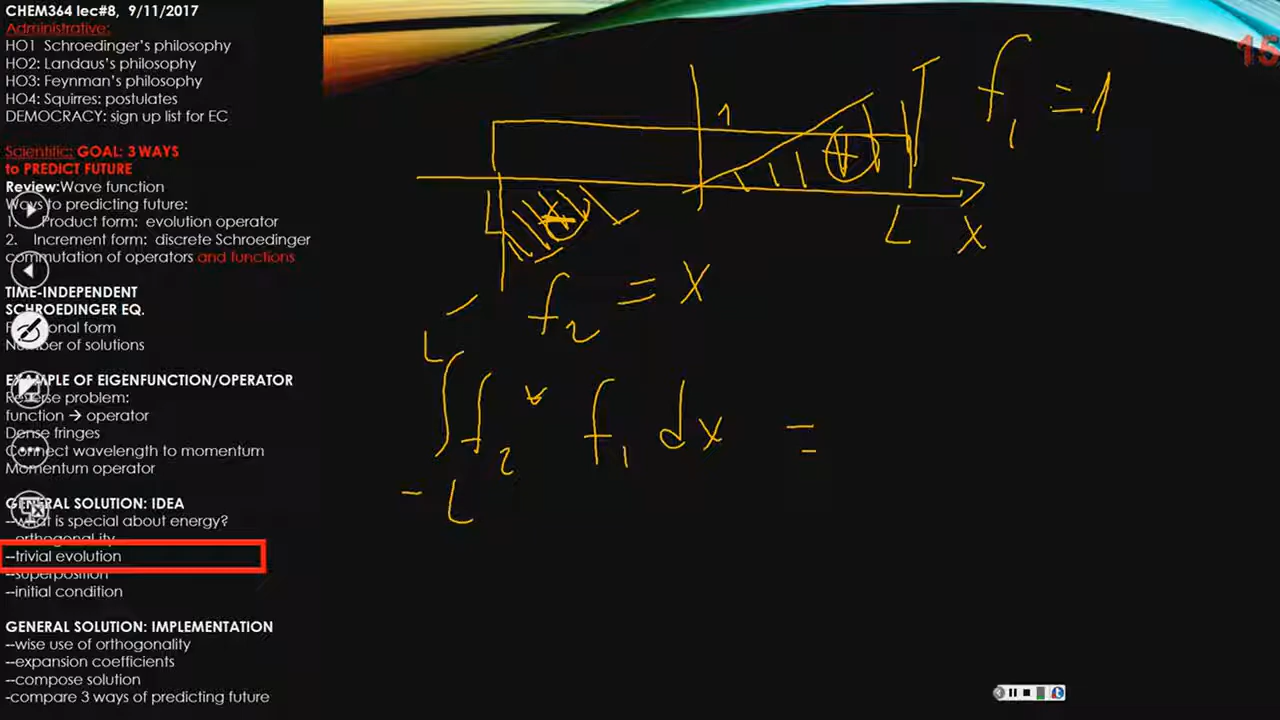 CHEM364 lec#8, 9/11/2017
Administrative:
HO1 Schroedinger's philosophy
HO2: Landaus's philosophy
HO3: Feynman's philosophy
HO4: Squirres: postulates
DEMOCRACY: sign up list for EC
Scientific: GOAL: 3 WAYS
to PREDICT FUTURE
Review:Wave function
Ways to predicting future:
1. Product form: evolution operator
2. Increment form: discrete Schroedinger
commutation of operators and functions
TIME-INDEPENDENT
SCHROEDINGER EQ.
form
Number of solutions
EXAMPLE OF EIGENFUNCTION/OPERATOR
Reverse problem:
function → operator
Dense fringes
Connect wavelength to momentum
Momentum operator
GENERAL SOLUTION: IDEA
--what is special about energy?
--orthogonality
--trivial evolution
--superposition
--initial condition
GENERAL SOLUTION: IMPLEMENTATION
--wise use of orthogonality
--expansion coefficients
--compose solution
-compare 3 ways of predicting future
15
1
f1 = 1
L
L x
f2 = x
L
∫ f2* f1 dx =
-L